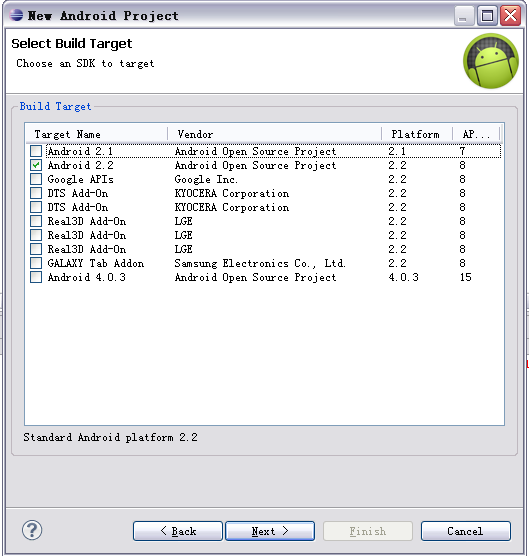 New Android Project
Select Build Target
Choose an SDK to target
Build Target
Target Name Vendor Platform AP...
Android 2.1 Android Open Source Project 2.1 7
Android 2.2 Android Open Source Project 2.2 8
Google APIs Google Inc. 2.2 8
DTS Add-On KYOCERA Corporation 2.2 8
DTS Add-On KYOCERA Corporation 2.2 8
Real3D Add-On LGE 2.2 8
Real3D Add-On LGE 2.2 8
Real3D Add-On LGE 2.2 8
GALAXY Tab Addon Samsung Electronics Co., Ltd. 2.2 8
Android 4.0.3 Android Open Source Project 4.0.3 15
Standard Android platform 2.2
? < Back Next > Finish Cancel